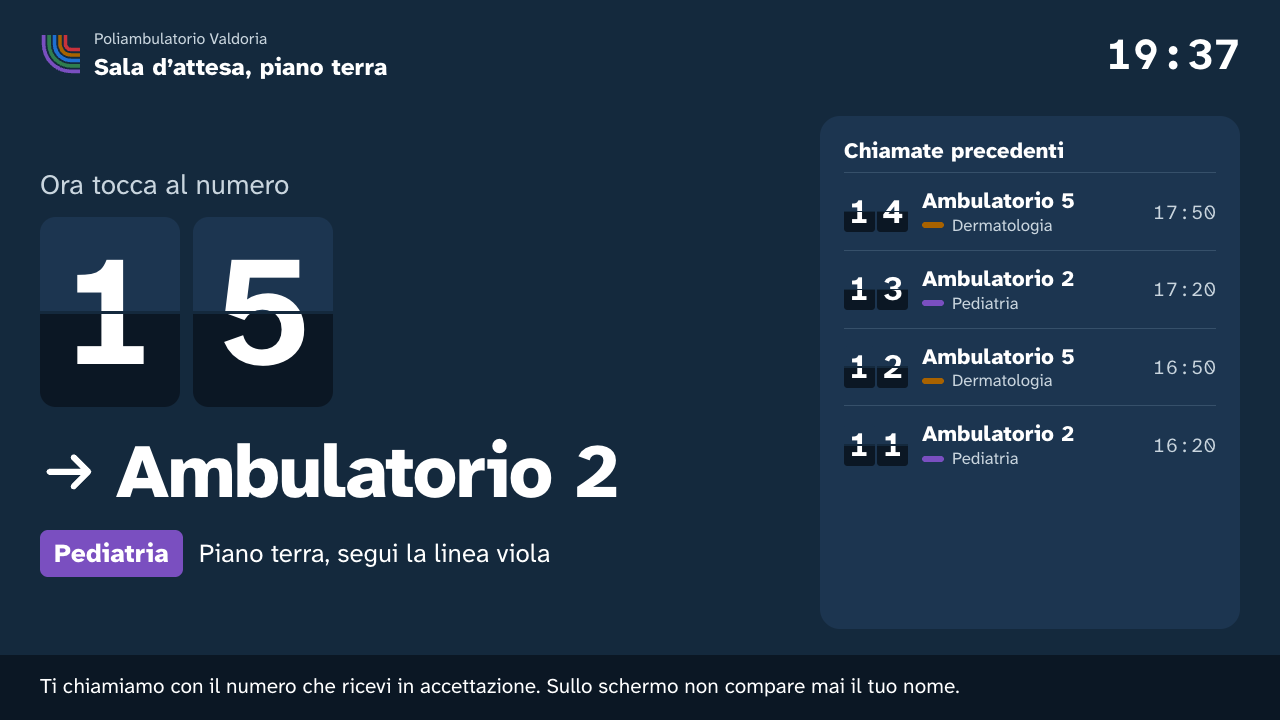 Poliambulatorio Valdoria
Sala d’attesa, piano terra
19:37
Ora tocca al numero
15
→ Ambulatorio 2
Pediatria
Piano terra, segui la linea viola
Chiamate precedenti
14
Ambulatorio 5
Dermatologia
17:50
13
Ambulatorio 2
Pediatria
17:20
12
Ambulatorio 5
Dermatologia
16:50
11
Ambulatorio 2
Pediatria
16:20
Ti chiamiamo con il numero che ricevi in accettazione. Sullo schermo non compare mai il tuo nome.